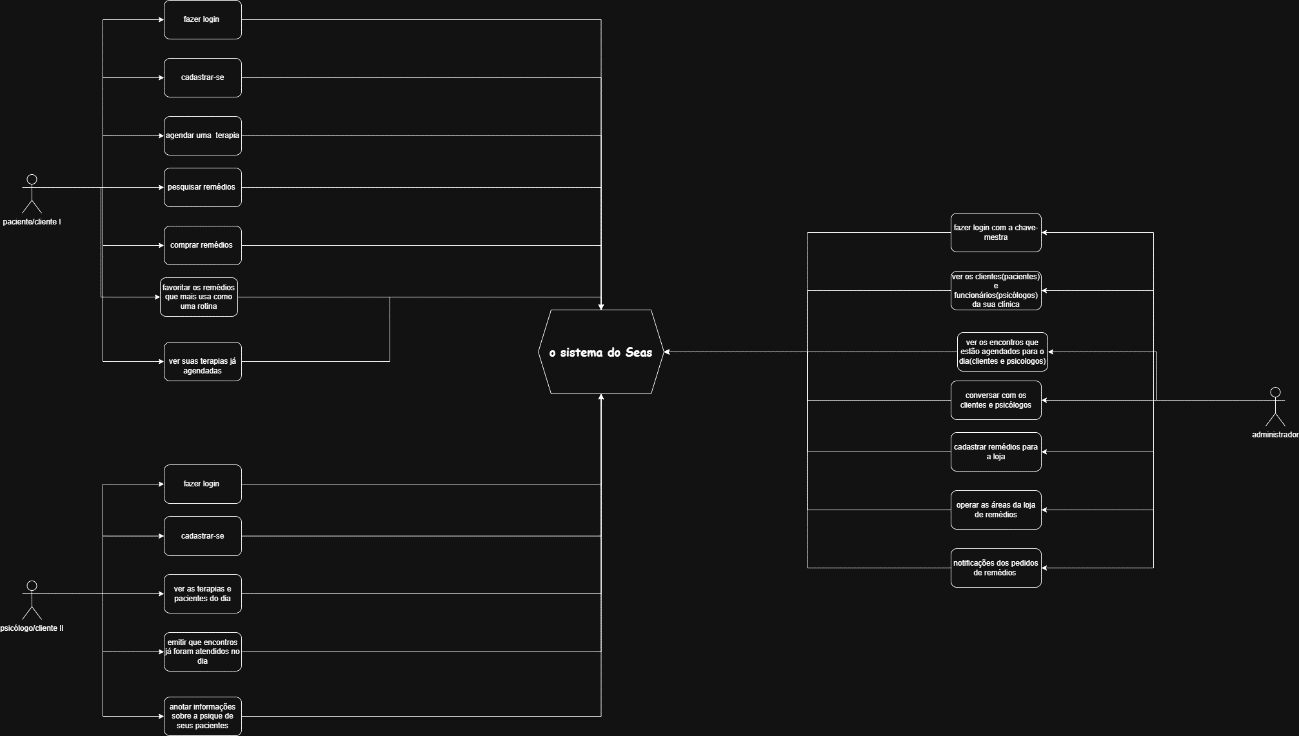 fazer login
cadastrar-se
agendar uma terapia
pesquisar remédios
paciente/cliente I
comprar remédios
favoritar os remédios
que mais usa como
uma rotina
ver suas terapias já
agendadas
o sistema do Seas
fazer login com a chave-
mestra
ver os clientes(pacientes)
e
funcionários(psicólogos)
da sua clínica
ver os encontros que
estão agendados para o
dia(clientes e psicologos)
conversar com os
clientes e psicólogos
administrador
cadastrar remédios para
a loja
operar as áreas da loja
de remédios
notificações dos pedidos
de remédios
fazer login
cadastrar-se
ver as terapias e
pacientes do dia
psicólogo/cliente II
emitir que encontros
já foram atendidos no
dia
anotar informações
sobre a psique de
seus pacientes